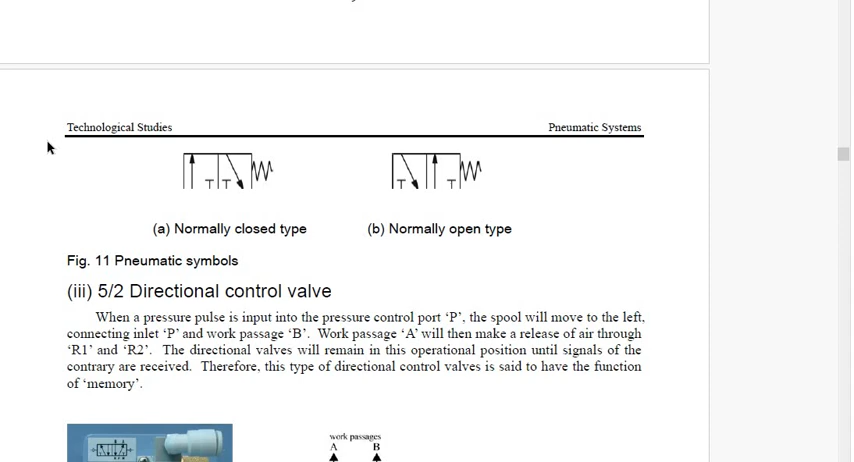 Technological Studies Pneumatic Systems
(a) Normally closed type (b) Normally open type
Fig. 11 Pneumatic symbols
(iii) 5/2 Directional control valve
When a pressure pulse is input into the pressure control port ‘P’, the spool will move to the left,
connecting inlet ‘P’ and work passage ‘B’. Work passage ‘A’ will then make a release of air through
‘R1’ and ‘R2’. The directional valves will remain in this operational position until signals of the
contrary are received. Therefore, this type of directional control valves is said to have the function
of ‘memory’.
work passages
A B